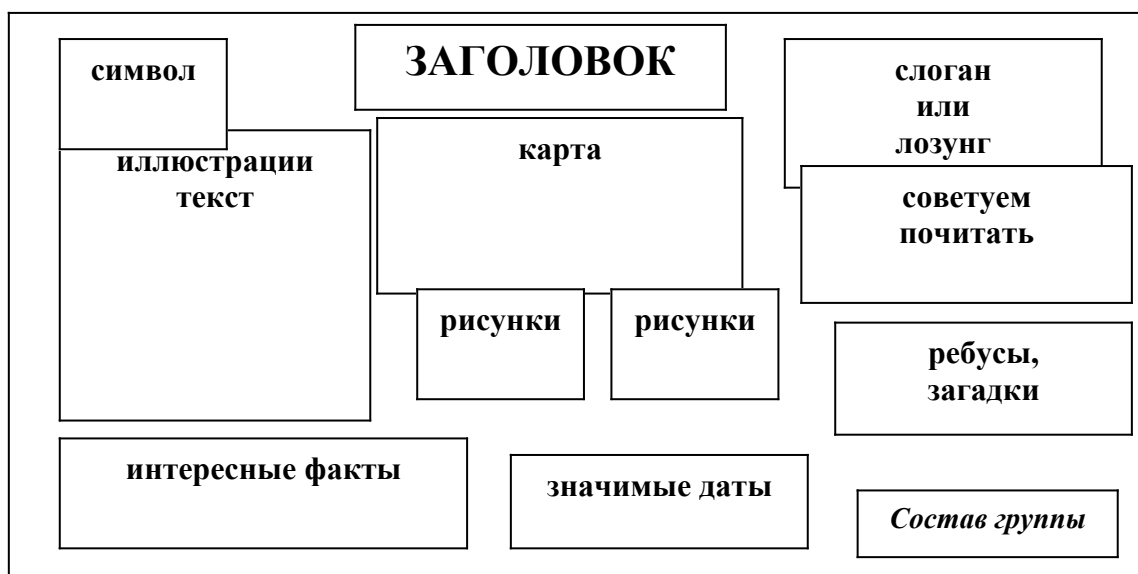 символ
ЗАГОЛОВОК
слоган
или
лозунг
иллюстрации
текст
карта
советуем
почитать
рисунки
рисунки
ребусы,
загадки
интересные факты
значимые даты
Состав группы